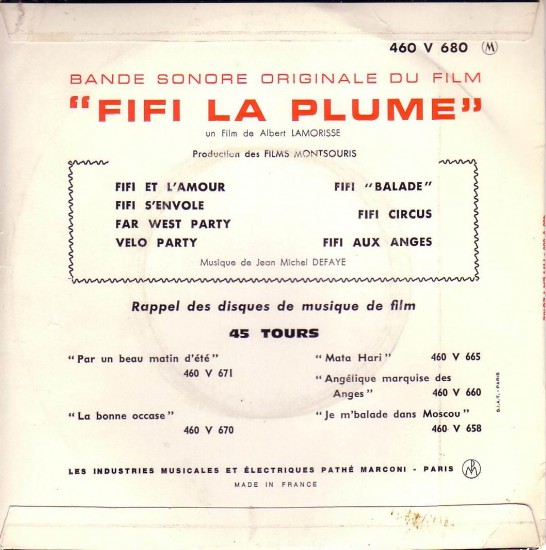 460 V 680 M
BANDE SONORE ORIGINALE DU FILM
"FIFI LA PLUME"
un Film de Albert LAMORISSE
Production des FILMS MONTSOURIS
FIFI ET L'AMOUR
FIFI S'ENVOLE
FAR WEST PARTY
VELO PARTY
FIFI "BALADE"
FIFI CIRCUS
FIFI AUX ANGES
Musique de Jean Michel DEFAYE
Rappel des disques de musique de film
45 TOURS
"Par un beau matin d'été"
460 V 671
"La bonne occase"
460 V 670
"Mata Hari" 460 V 665
"Angélique marquise des
Anges" 460 V 660
"Je m'balade dans Moscou"
460 V 658
D.I.A.T. - PARIS
LES INDUSTRIES MUSICALES ET ÉLECTRIQUES PATHÉ MARCONI - PARIS
MADE IN FRANCE